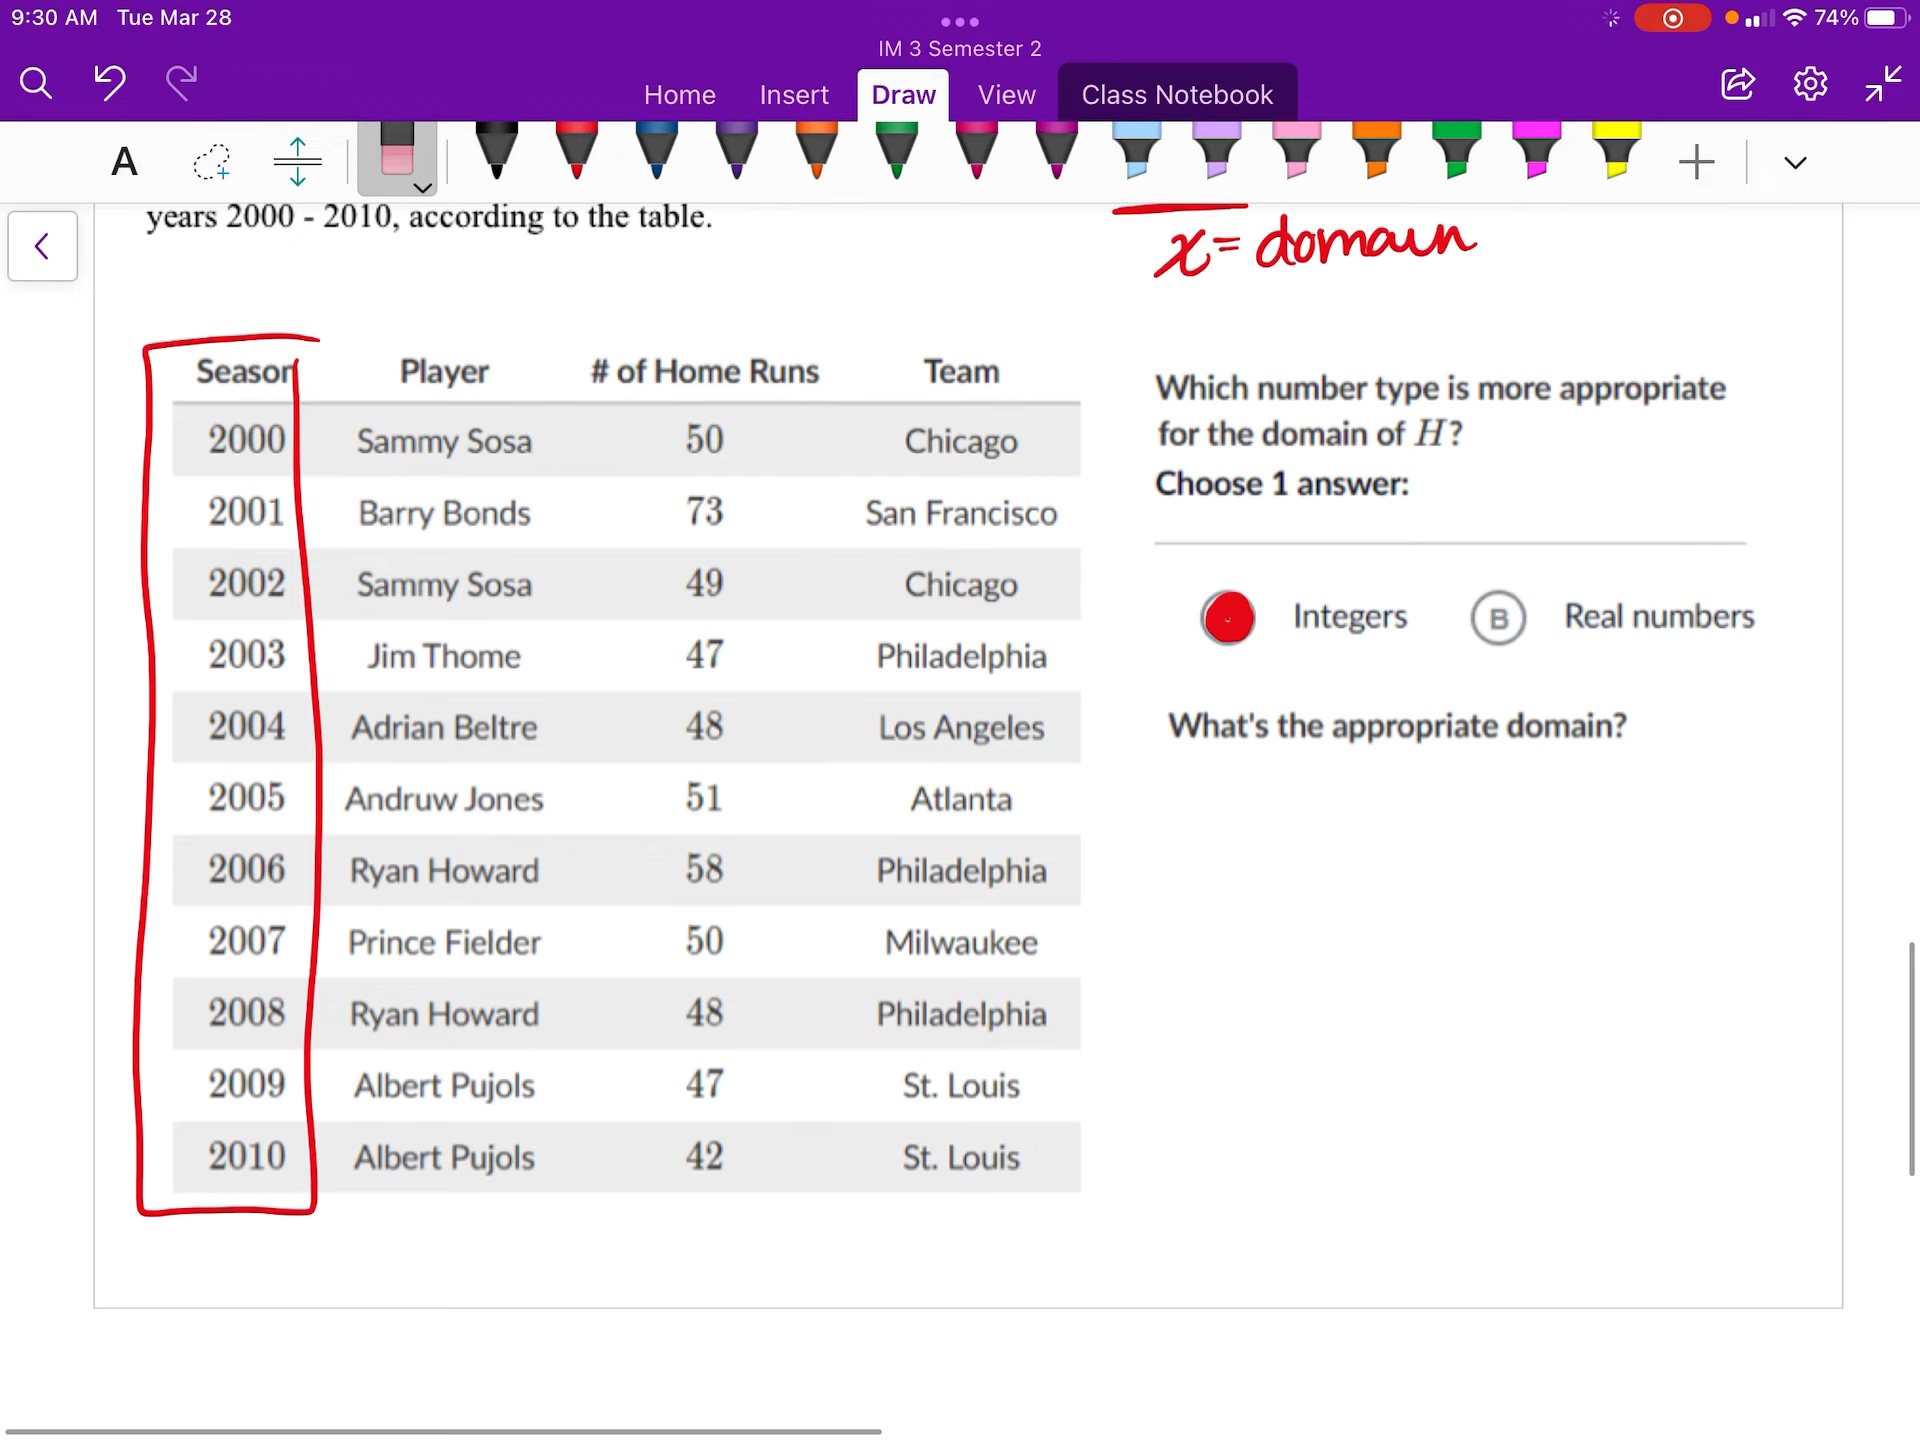 9:30 AM Tue Mar 28
74%
IM 3 Semester 2
Home Insert Draw View Class Notebook
A
years 2000 - 2010, according to the table.
x = domain
Season Player # of Home Runs Team
2000 Sammy Sosa 50 Chicago
2001 Barry Bonds 73 San Francisco
2002 Sammy Sosa 49 Chicago
2003 Jim Thome 47 Philadelphia
2004 Adrian Beltre 48 Los Angeles
2005 Andruw Jones 51 Atlanta
2006 Ryan Howard 58 Philadelphia
2007 Prince Fielder 50 Milwaukee
2008 Ryan Howard 48 Philadelphia
2009 Albert Pujols 47 St. Louis
2010 Albert Pujols 42 St. Louis
Which number type is more appropriate
for the domain of H?
Choose 1 answer:
Integers B Real numbers
What's the appropriate domain?